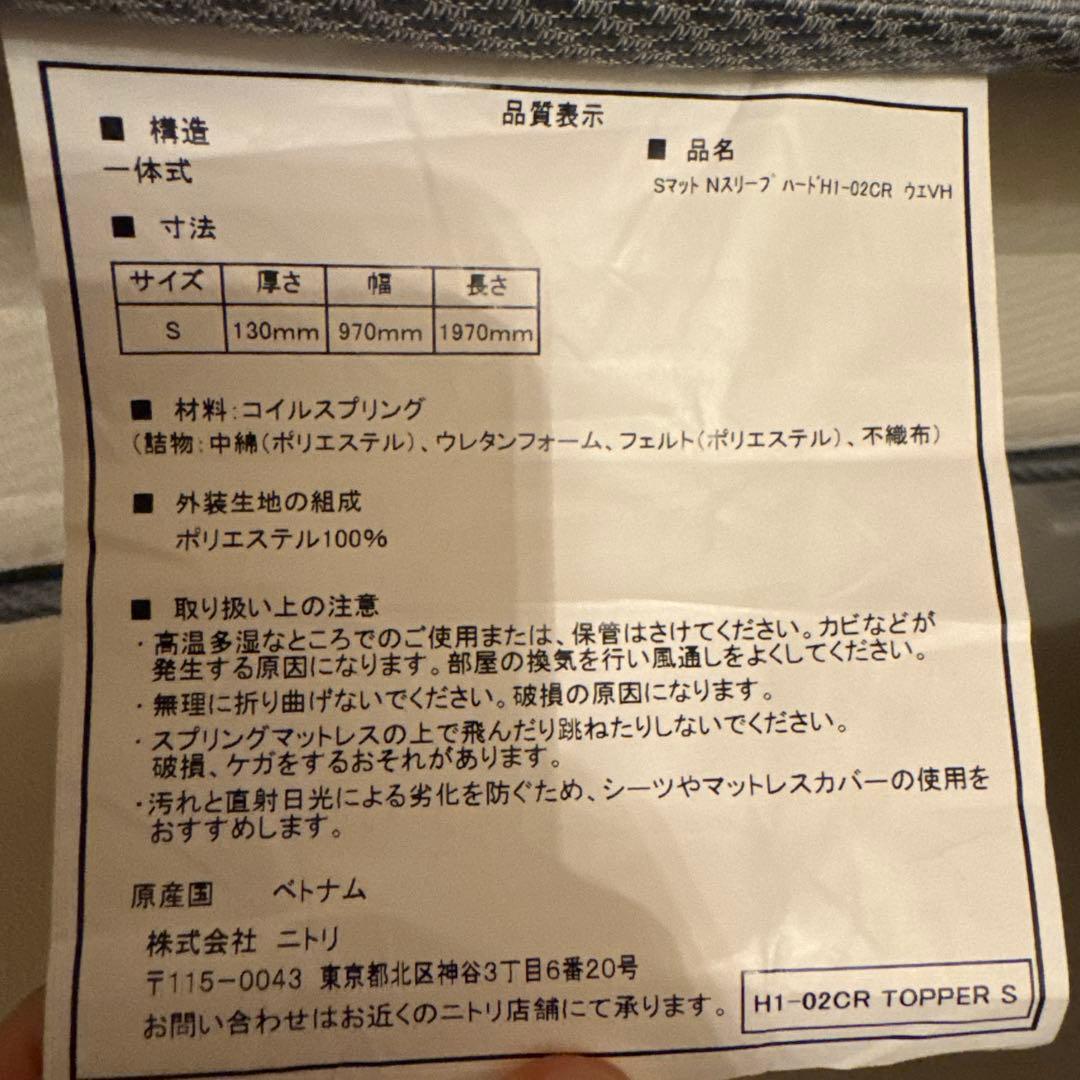 品質表示
■ 構造
一体式
■ 品名
Sマット Nスリープ ハードH1-02CR ウエVH
■ 寸法
サイズ 厚さ 幅 長さ
S 130mm 970mm 1970mm
■ 材料:コイルスプリング
(詰物:中綿(ポリエステル)、ウレタンフォーム、フェルト(ポリエステル)、不織布)
■ 外装生地の組成
ポリエステル100%
■ 取り扱い上の注意
・高温多湿なところでのご使用または、保管はさけてください。カビなどが
発生する原因になります。部屋の換気を行い風通しをよくしてください。
・無理に折り曲げないでください。破損の原因になります。
・スプリングマットレスの上で飛んだり跳ねたりしないでください。
破損、ケガをするおそれがあります。
・汚れと直射日光による劣化を防ぐため、シーツやマットレスカバーの使用を
おすすめします。
原産国 ベトナム
株式会社 ニトリ
〒115-0043 東京都北区神谷3丁目6番20号
お問い合わせはお近くのニトリ店舗にて承ります。
H1-02CR TOPPER S